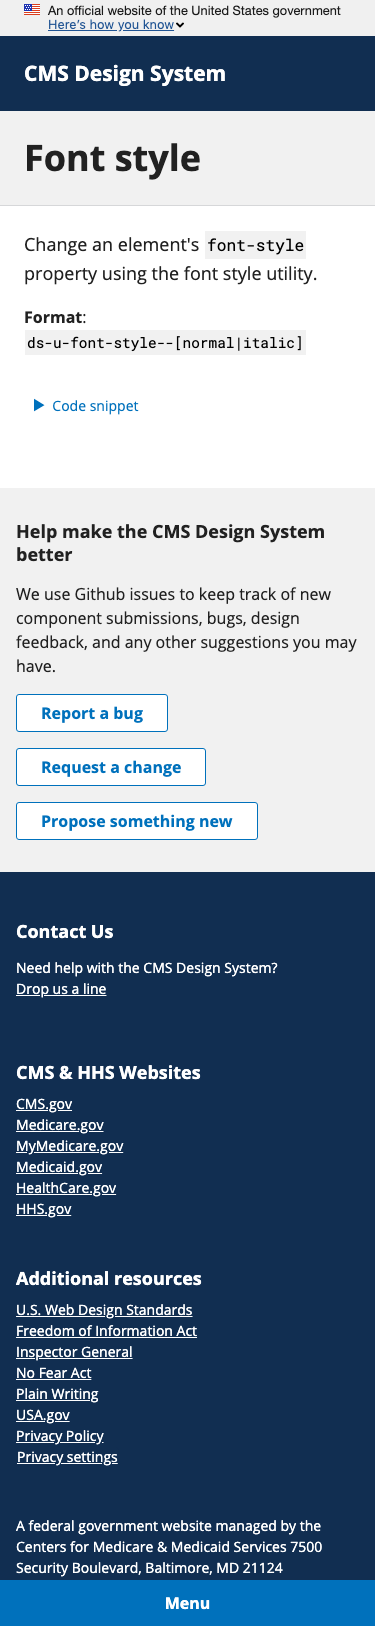 An official website of the United States government
Here's how you know
CMS Design System
Font style
Change an element's font-style
property using the font style utility.
Format:
ds-u-font-style--[normal|italic]
Code snippet
Help make the CMS Design System
better
We use Github issues to keep track of new
component submissions, bugs, design
feedback, and any other suggestions you may
have.
Report a bug
Request a change
Propose something new
Contact Us
Need help with the CMS Design System?
Drop us a line
CMS & HHS Websites
CMS.gov
Medicare.gov
MyMedicare.gov
Medicaid.gov
HealthCare.gov
HHS.gov
Additional resources
U.S. Web Design Standards
Freedom of Information Act
Inspector General
No Fear Act
Plain Writing
USA.gov
Privacy Policy
Privacy settings
A federal government website managed by the
Centers for Medicare & Medicaid Services 7500
Security Boulevard, Baltimore, MD 21124
Menu